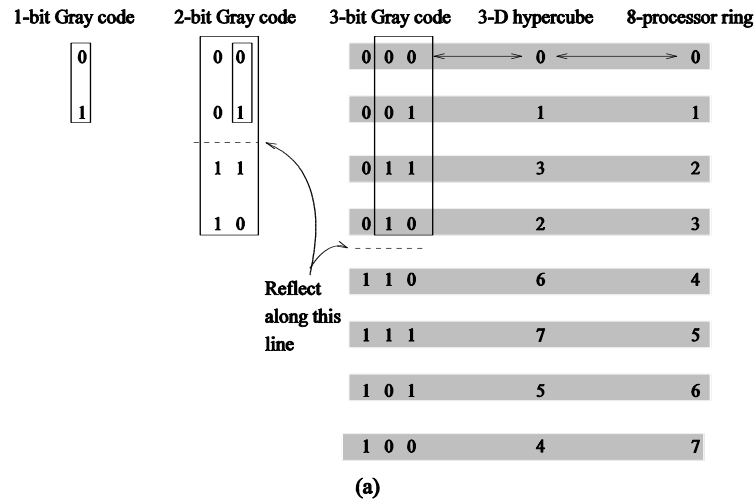 1-bit Gray code 2-bit Gray code 3-bit Gray code 3-D hypercube 8-processor ring
0 0 0 0 0 0 0 0
1 0 1 0 0 1 1 1
1 1 0 1 1 3 2
1 0 0 1 0 2 3
Reflect 1 1 0 6 4
along this
line 1 1 1 7 5
1 0 1 5 6
1 0 0 4 7
(a)